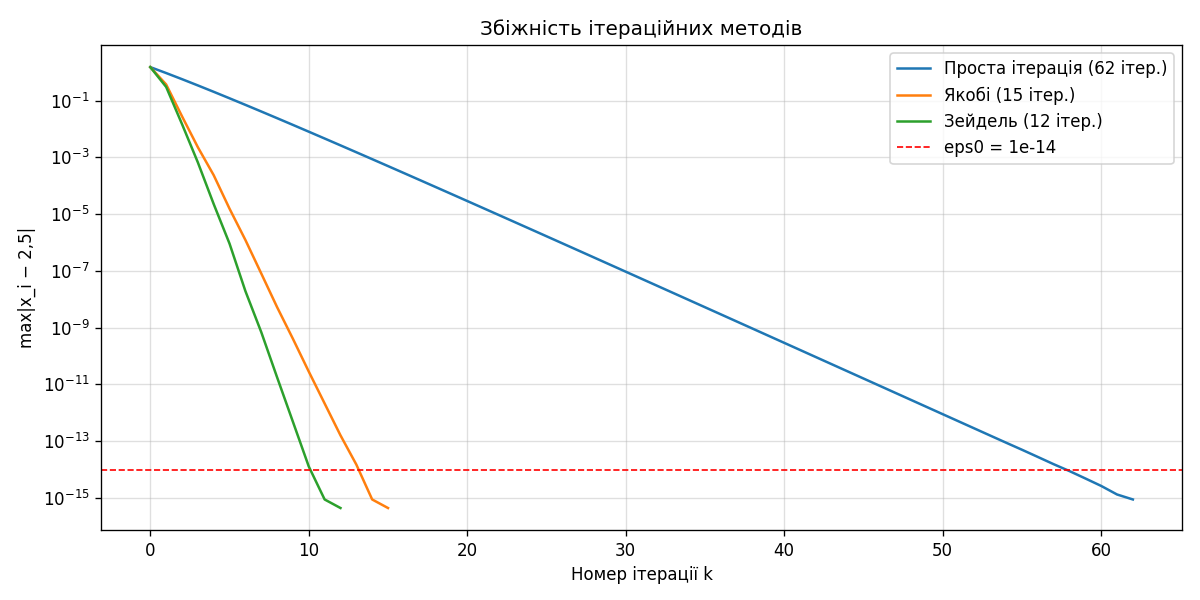 Збіжність ітераційних методів
Проста ітерація (62 ітер.)
Якобі (15 ітер.)
Зейдель (12 ітер.)
eps0 = 1e-14
max|x_i − 2,5|
10⁻¹
10⁻³
10⁻⁵
10⁻⁷
10⁻⁹
10⁻¹¹
10⁻¹³
10⁻¹⁵
0 10 20 30 40 50 60
Номер ітерації k